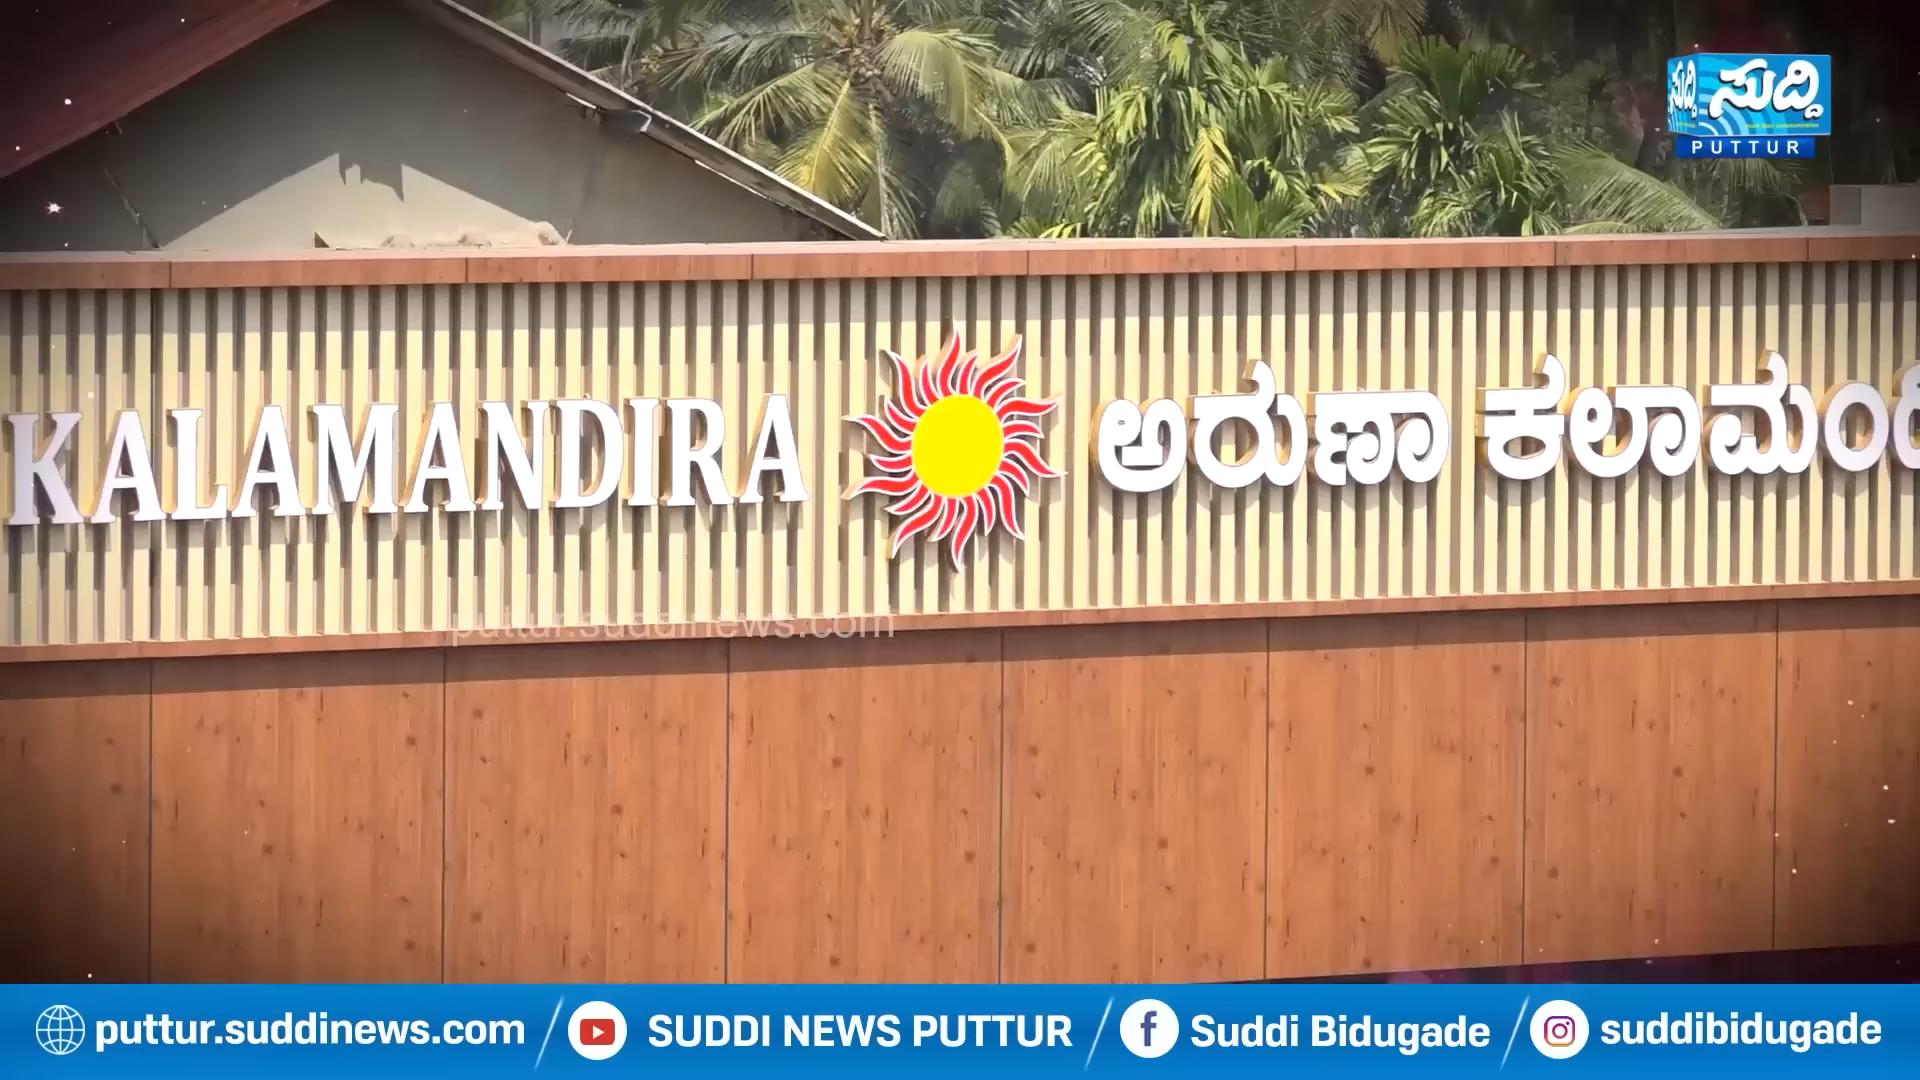 ಸುದ್ದಿ ಸುದ್ದಿ
PUTTUR
KALAMANDIRA ಅರುಣಾ ಕಲಾಮಂದಿ
puttur.suddinews.com
puttur.suddinews.com SUDDI NEWS PUTTUR Suddi Bidugade suddibidugade